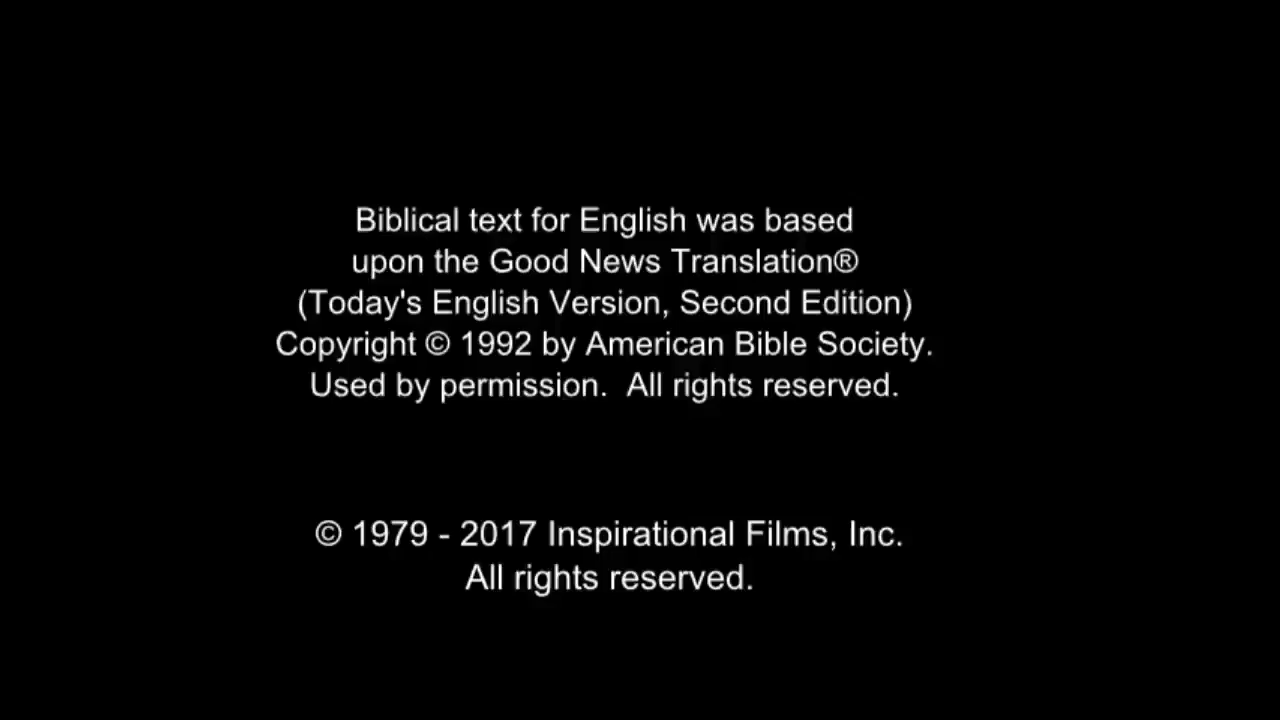 Biblical text for English was based
upon the Good News Translation®
(Today's English Version, Second Edition)
Copyright © 1992 by American Bible Society.
Used by permission.  All rights reserved.
© 1979 - 2017 Inspirational Films, Inc.
All rights reserved.